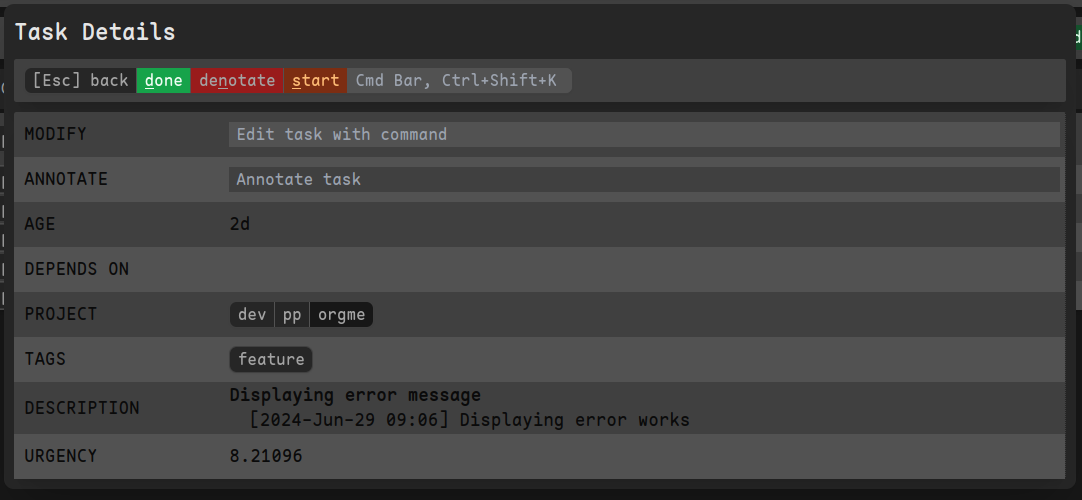 Task Details
[Esc] back done denotate start Cmd Bar, Ctrl+Shift+K
MODIFY Edit task with command
ANNOTATE Annotate task
AGE 2d
DEPENDS ON
PROJECT dev pp orgme
TAGS feature
DESCRIPTION Displaying error message
[2024-Jun-29 09:06] Displaying error works
URGENCY 8.21096